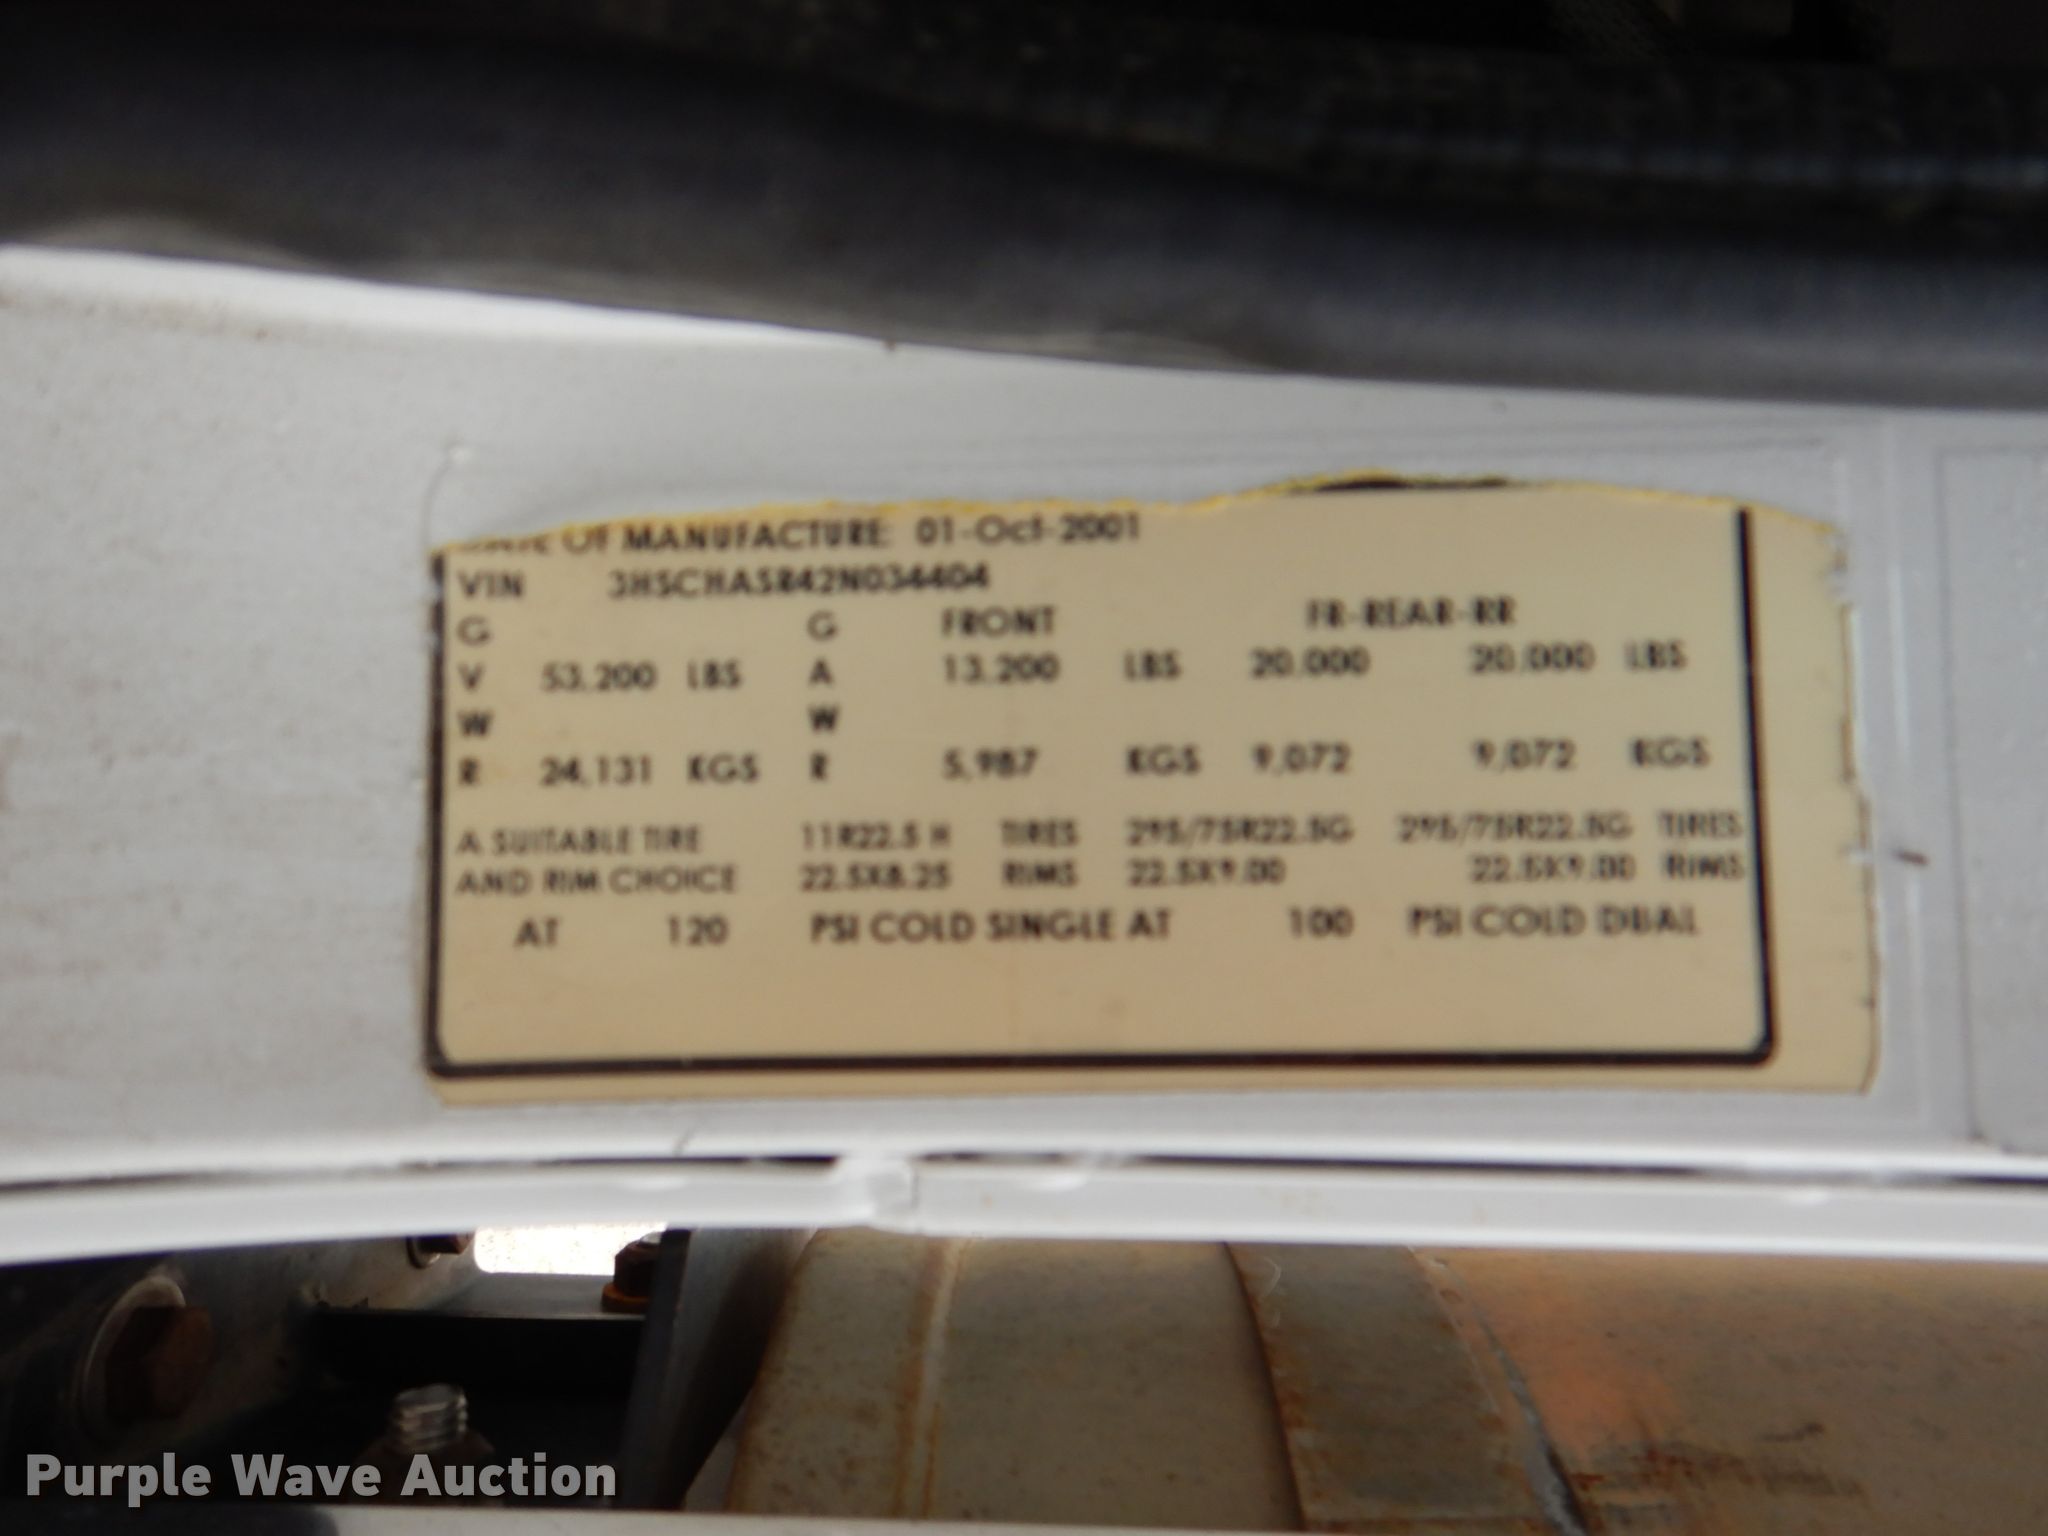 OF MANUFACTURE: 01-Oct-2001
VIN 3HSCHASR42N034404
G G FRONT FR-REAR-RR
V 53,200 LBS A 13,200 LBS 20,000 20,000 LBS
W W
R 24,131 KGS R 5,987 KGS 9,072 9,072 KGS
A SUITABLE TIRE 11R22.5 H TIRES 295/75R22.5G 295/75R22.5G TIRES
AND RIM CHOICE 22.5X8.25 RIMS 22.5X9.00 22.5X9.00 RIMS
AT 120 PSI COLD SINGLE AT 100 PSI COLD DUAL
Purple Wave Auction